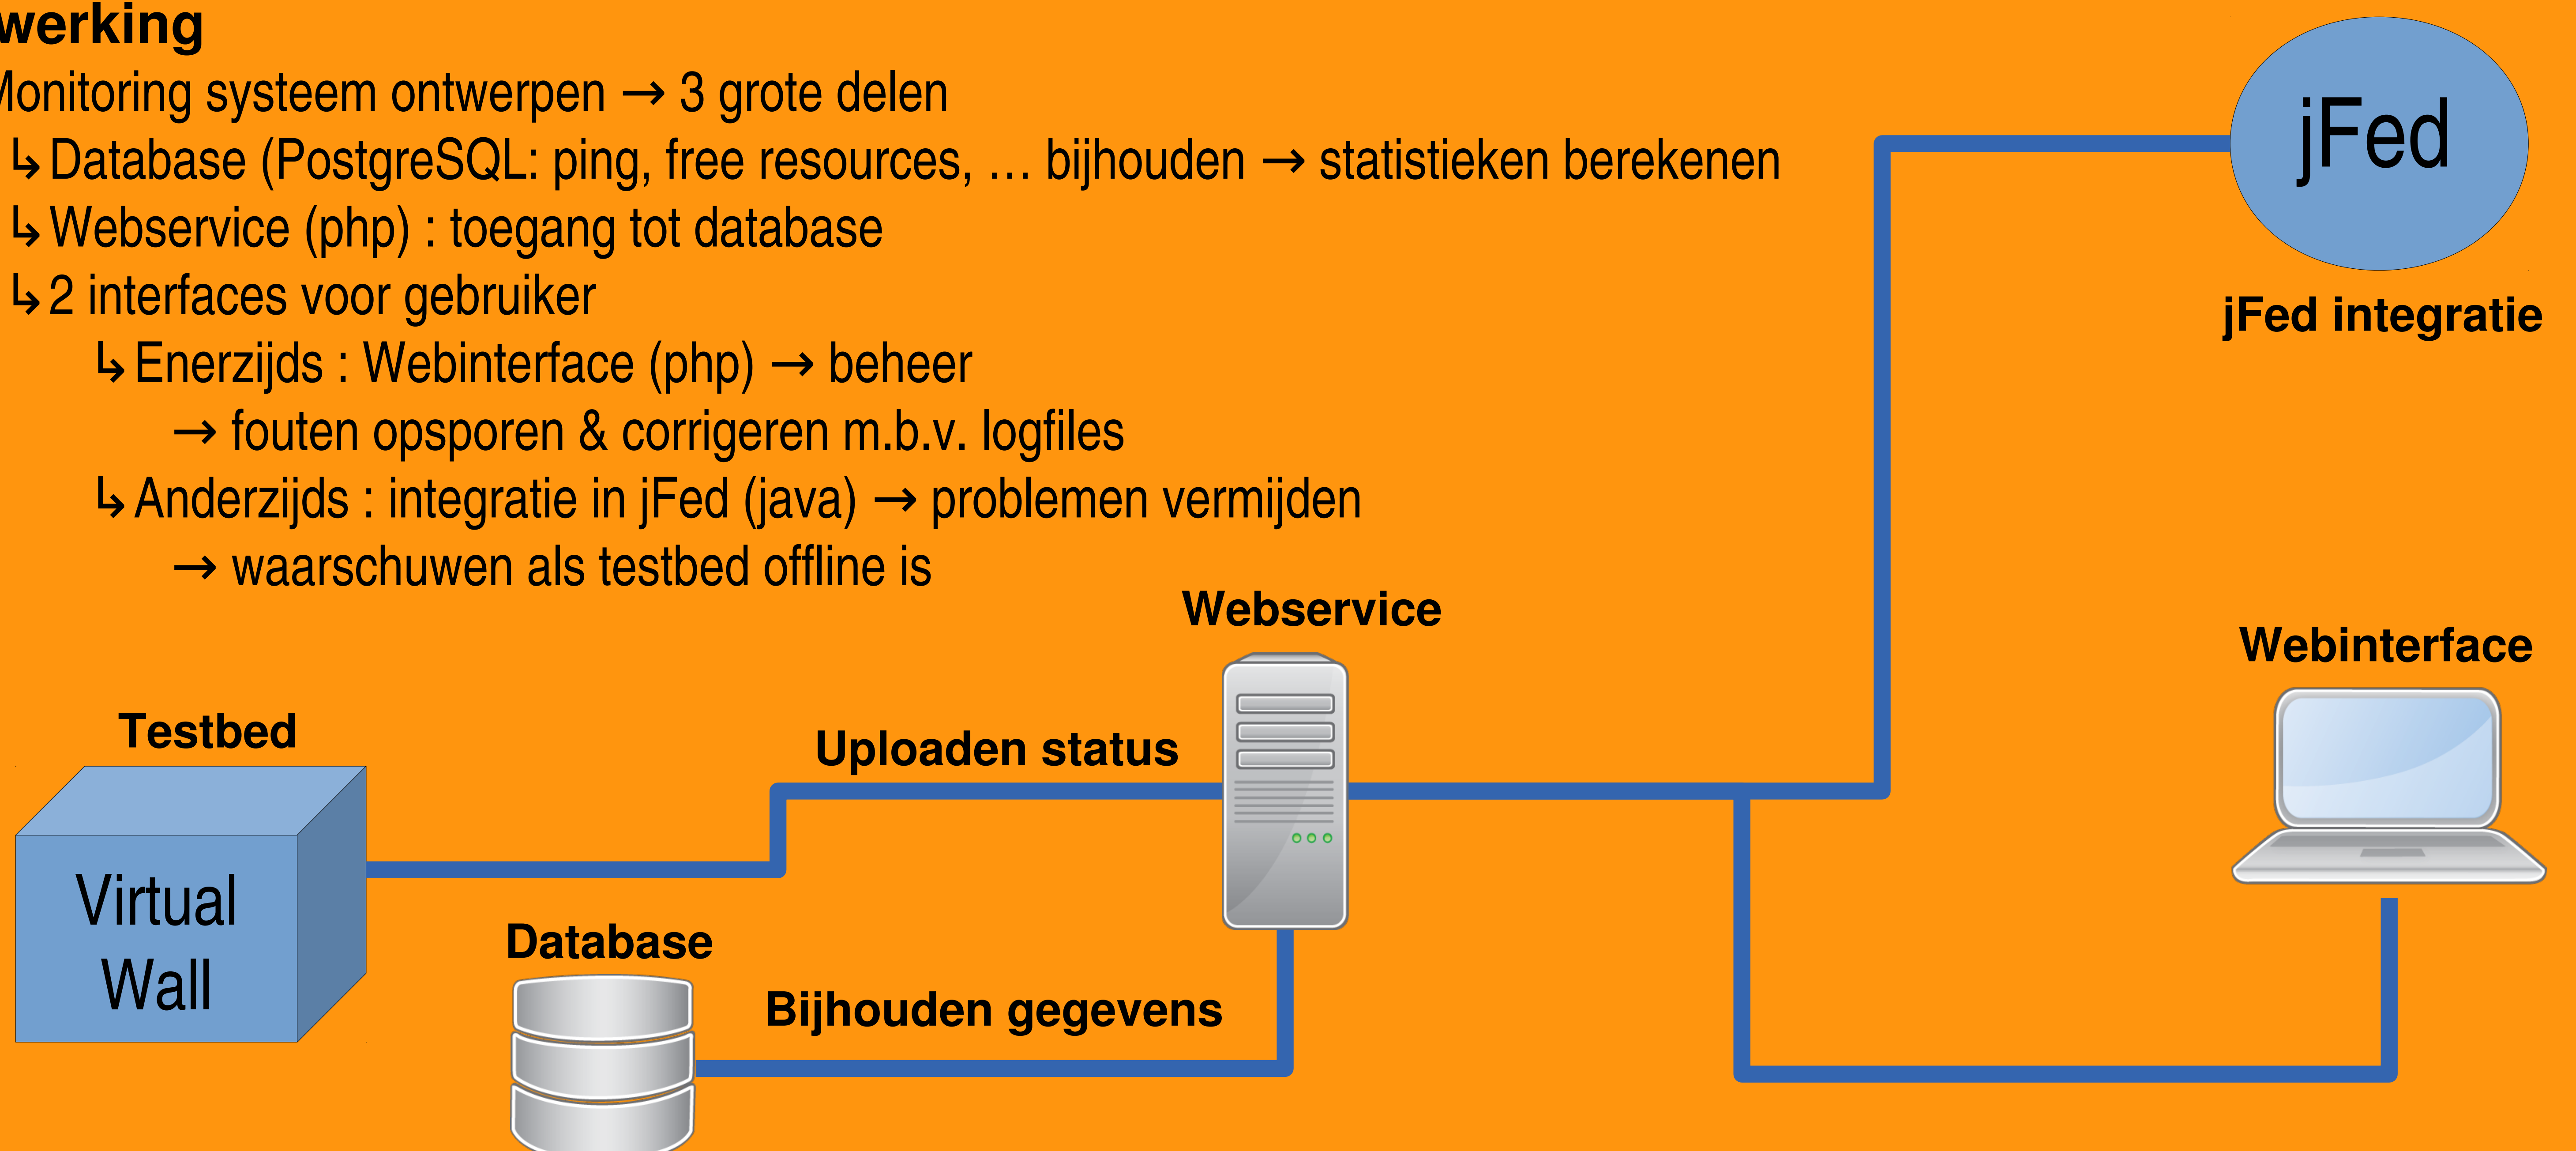 werking
Monitoring systeem ontwerpen → 3 grote delen
↳Database (PostgreSQL: ping, free resources, … bijhouden → statistieken berekenen
↳Webservice (php) : toegang tot database
↳2 interfaces voor gebruiker
↳Enerzijds : Webinterface (php) → beheer
→ fouten opsporen & corrigeren m.b.v. logfiles
↳Anderzijds : integratie in jFed (java) → problemen vermijden
→ waarschuwen als testbed offline is
jFed
jFed integratie
Webservice
Webinterface
Testbed
Uploaden status
Virtual
Wall
Database
Bijhouden gegevens